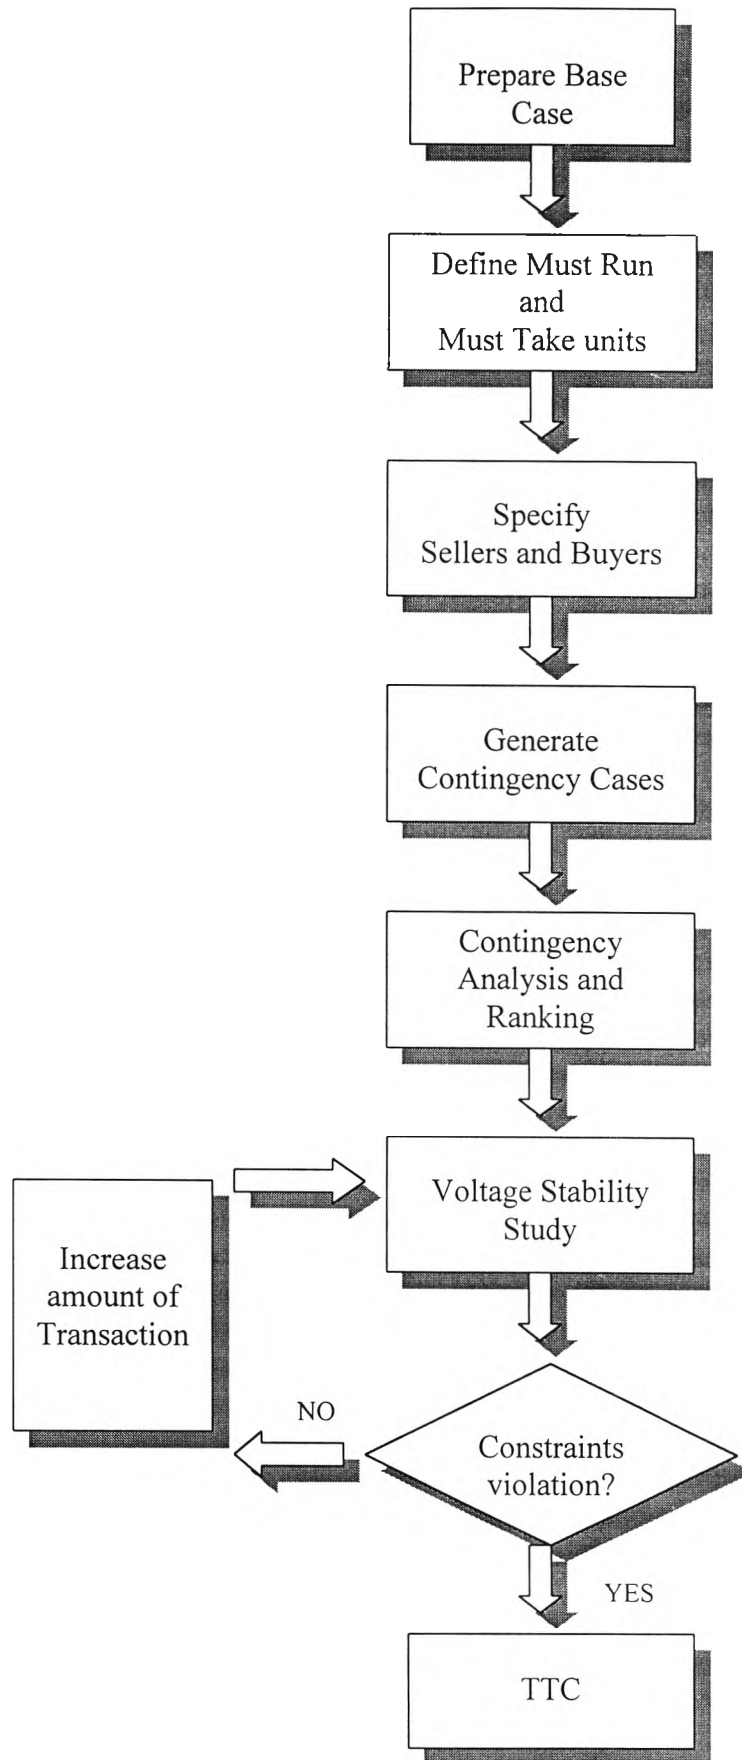 Prepare Base
Case
Define Must Run
and
Must Take units
Specify
Sellers and Buyers
Generate
Contingency Cases
Contingency
Analysis and
Ranking
Voltage Stability
Study
Increase
amount of
Transaction
NO
Constraints
violation?
YES
TTC